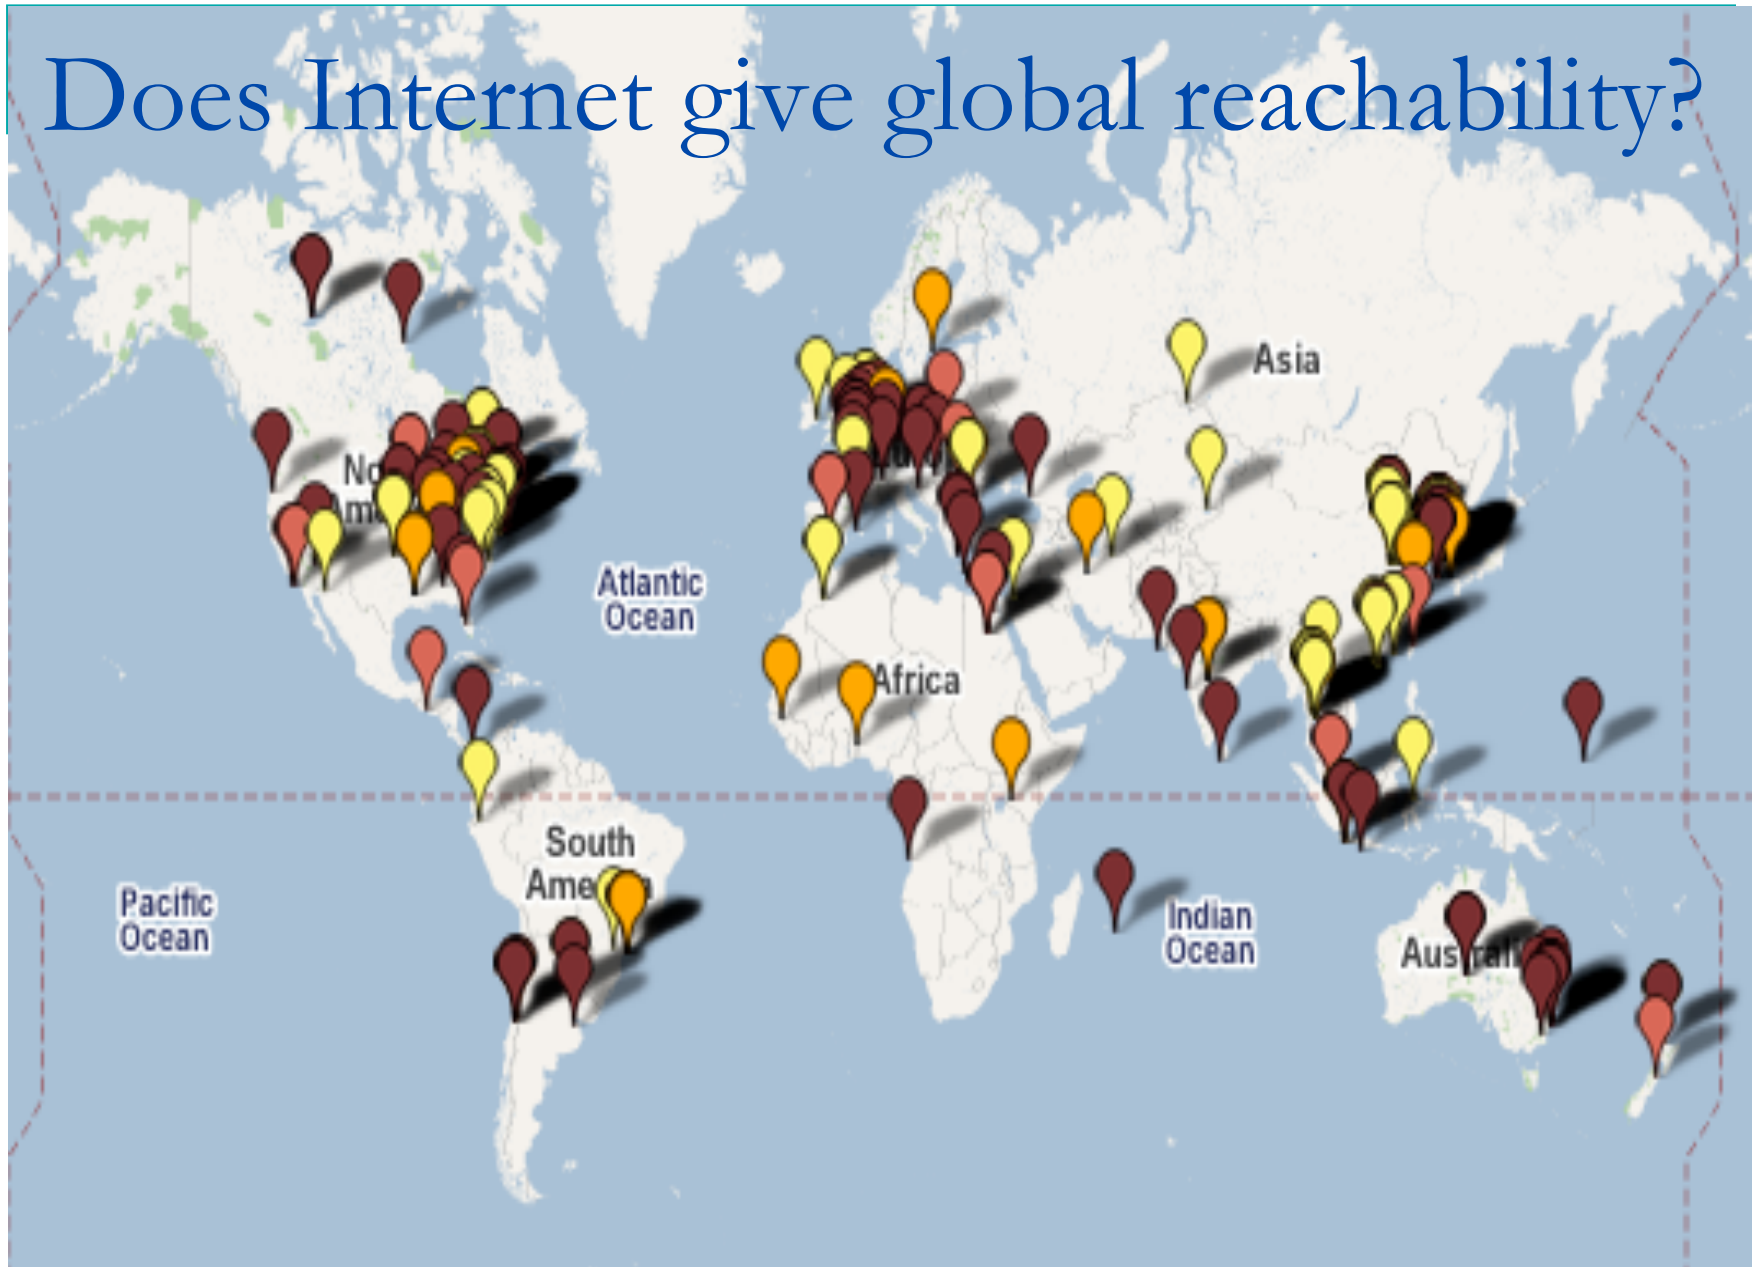 Does Internet give global reachability?
Asia
Atlantic
Ocean
Africa
South
Pacific
Ocean
Indian
Ocean